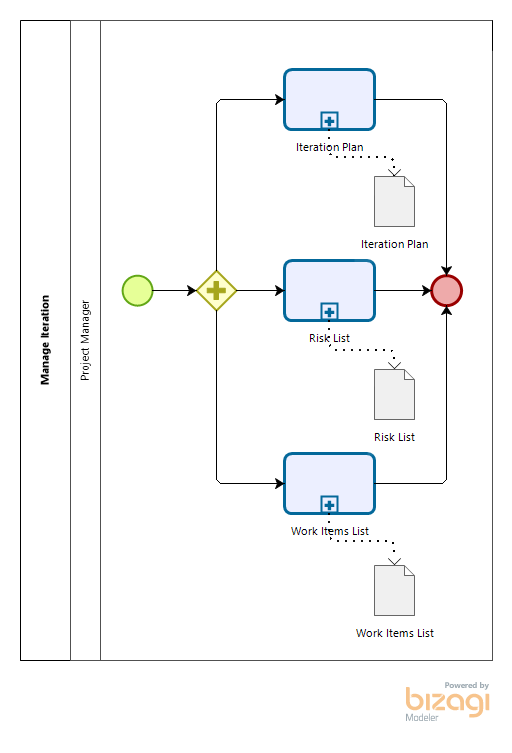 Manage Iteration
Project Manager
Iteration Plan
Iteration Plan
Risk List
Risk List
Work Items List
Work Items List
Powered by
bizagi
Modeler